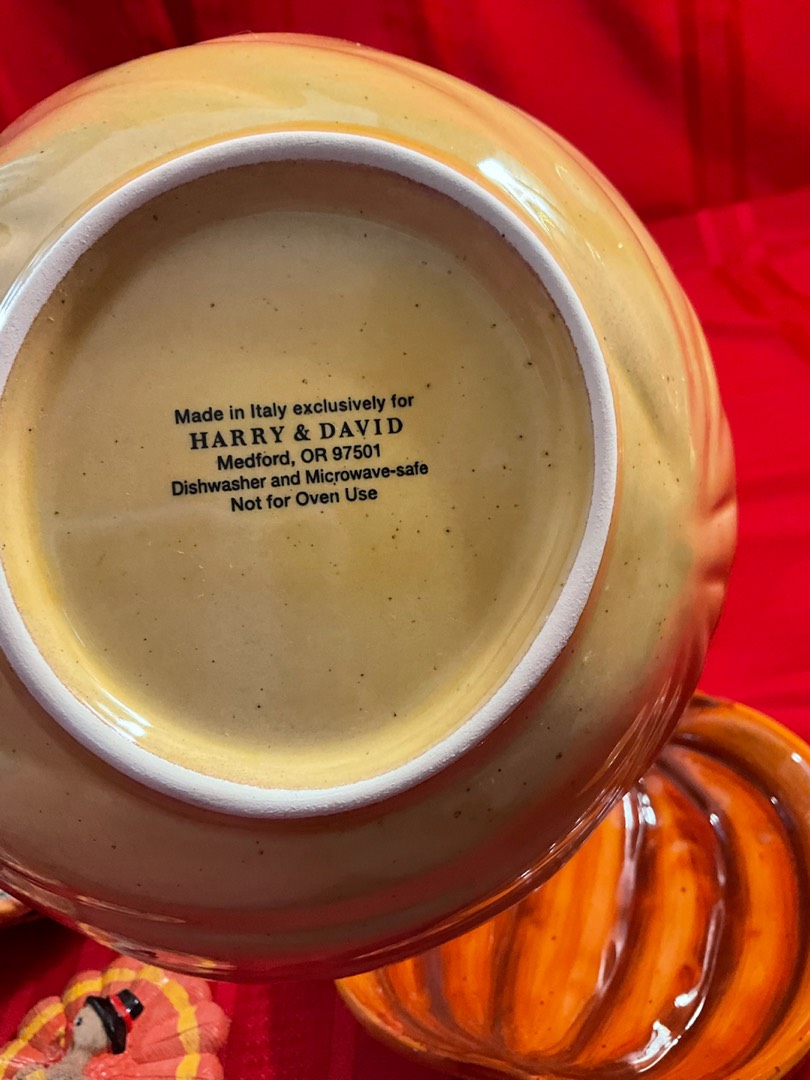 Made in Italy exclusively for
HARRY & DAVID
Medford, OR 97501
Dishwasher and Microwave-safe
Not for Oven Use